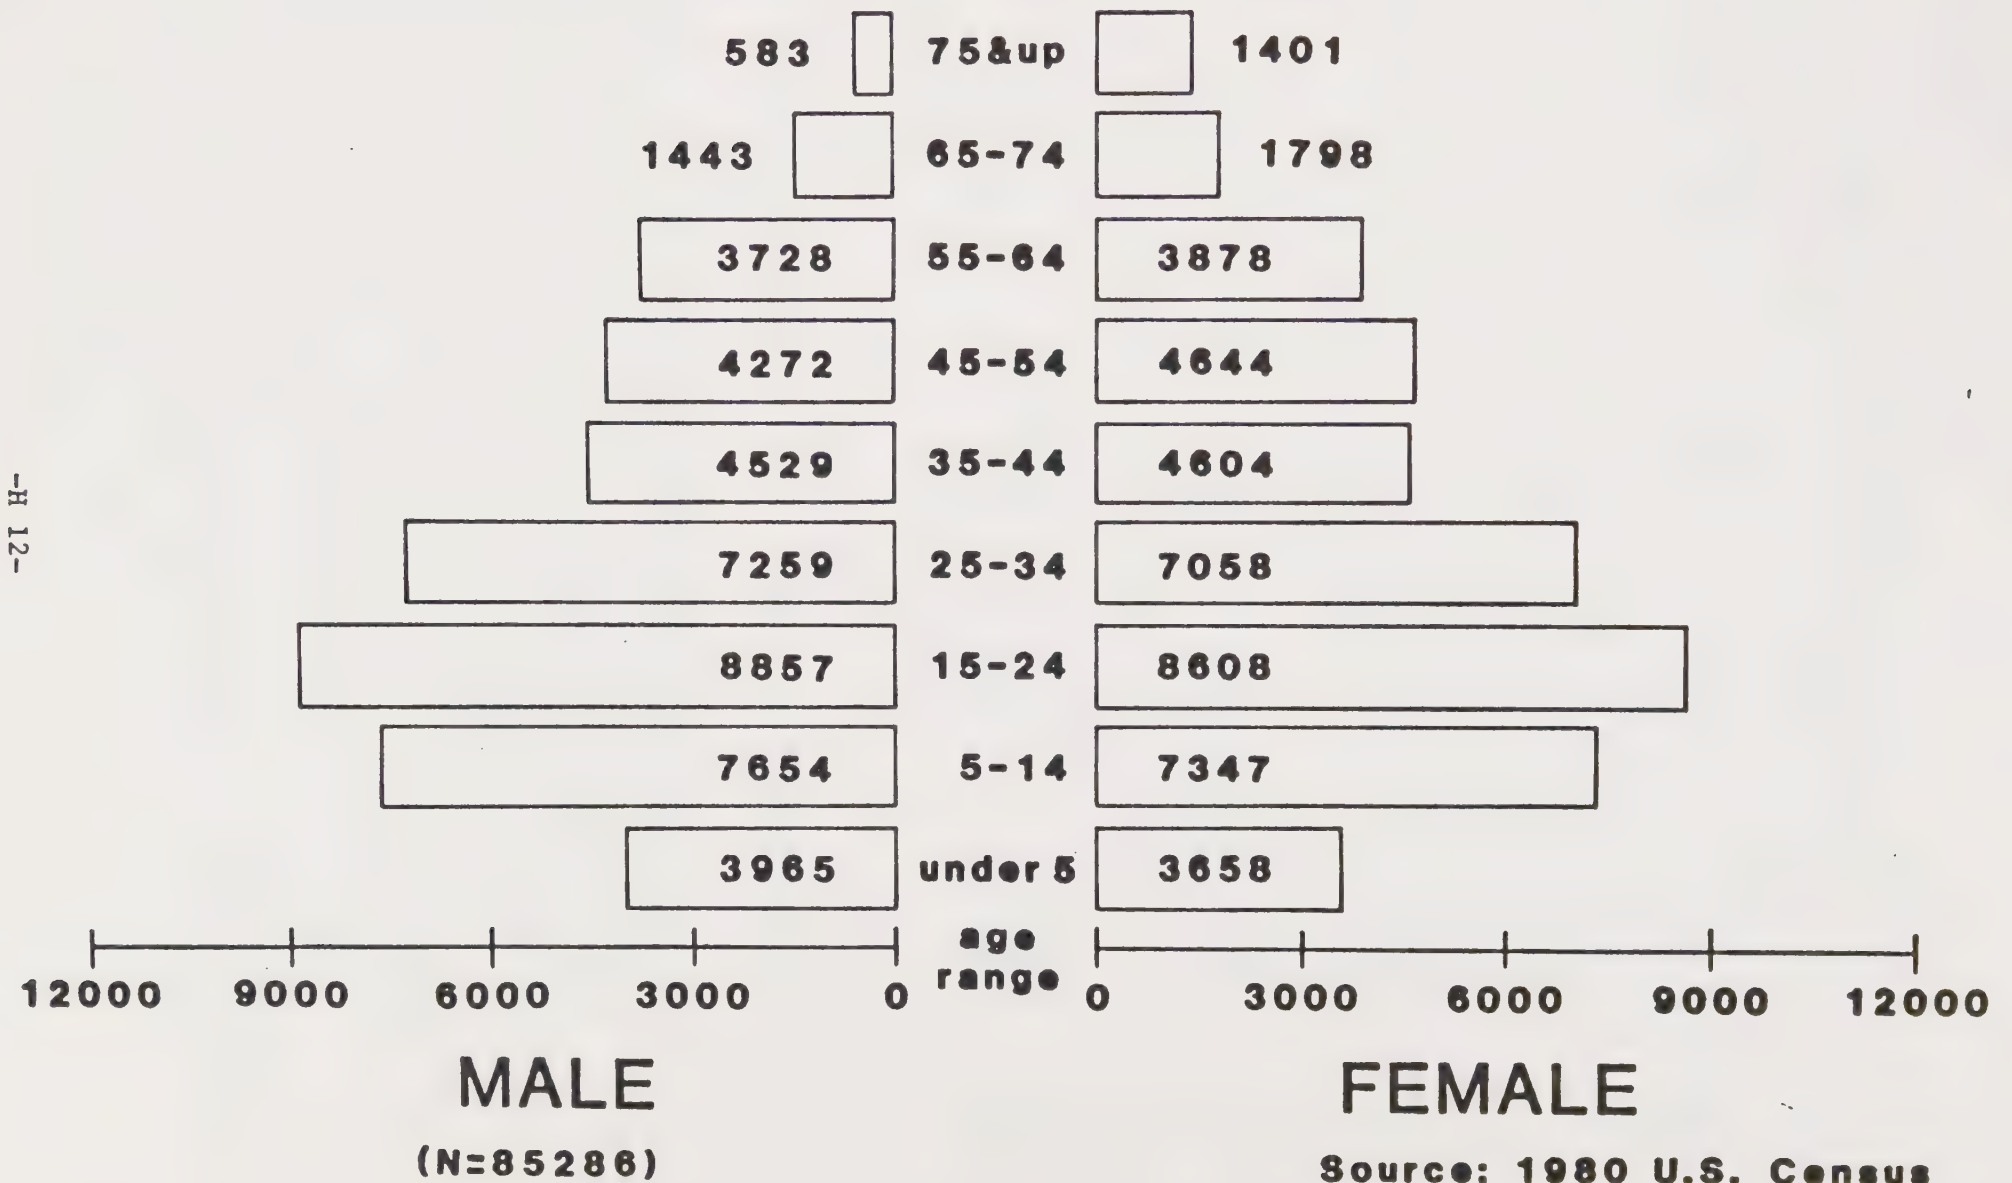 583 75&up 1401
1443 65-74 1798
3728 55-64 3878
4272 45-54 4644
4529 35-44 4604
7259 25-34 7058
8857 15-24 8608
7654 5-14 7347
3965 under 5 3658
age
range
12000 9000 6000 3000 0 0 3000 6000 9000 12000
MALE FEMALE
(N=85286) Source: 1980 U.S. Census
-H 12-